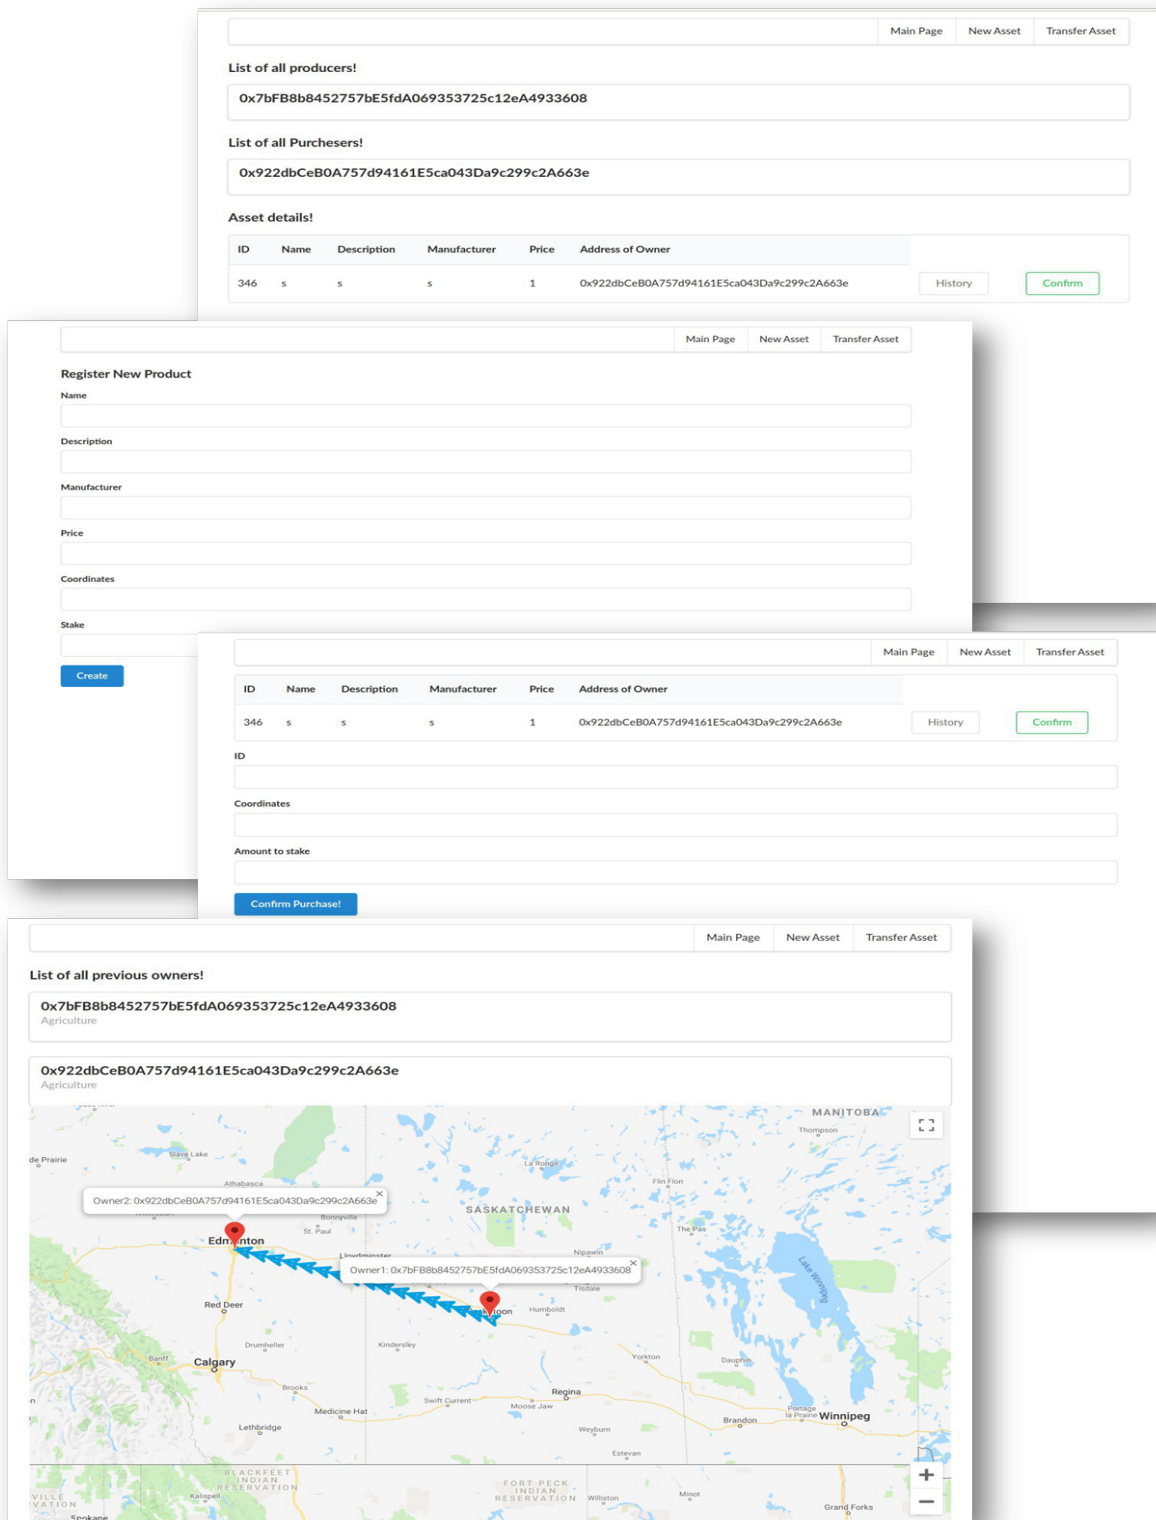 Main Page New Asset Transfer Asset
List of all producers!
0x7bFB8b8452757bE5fdA069353725c12eA4933608
List of all Purchesers!
0x922dbCeB0A757d94161E5ca043Da9c299c2A663e
Asset details!
ID Name Description Manufacturer Price Address of Owner
346 s s s 1 0x922dbCeB0A757d94161E5ca043Da9c299c2A663e History Confirm
Main Page New Asset Transfer Asset
Register New Product
Name
Description
Manufacturer
Price
Coordinates
Stake
Create
Main Page New Asset Transfer Asset
ID Name Description Manufacturer Price Address of Owner
346 s s s 1 0x922dbCeB0A757d94161E5ca043Da9c299c2A663e History Confirm
ID
Coordinates
Amount to stake
Confirm Purchase!
Main Page New Asset Transfer Asset
List of all previous owners!
0x7bFB8b8452757bE5fdA069353725c12eA4933608
Agriculture
0x922dbCeB0A757d94161E5ca043Da9c299c2A663e
Agriculture
MANITOBA
Thompson
Slave Lake
de Prairie
La Ronge
Flin Flon
Athabasca
Owner2: 0x922dbCeB0A757d94161E5ca043Da9c299c2A663e
SASKATCHEWAN
Bonnyville
St. Paul
The Pas
Edmonton
Lloydminster
Nipawin
Owner1: 0x7bFB8b8452757bE5fdA069353725c12eA4933608
Lake Winnipeg
Tisdale
Red Deer
Humboldt
Drumheller
Kindersley
Banff
Calgary
Yorkton
Dauphin
Brooks
Swift Current
Regina
Moose Jaw
Medicine Hat
Portage
la Prairie Winnipeg
Brandon
Lethbridge
Weyburn
Estevan
BLACKFEET
INDIAN
RESERVATION
FORT PECK
INDIAN
RESERVATION
Kalispell
Williston
Minot
Grand Forks
Spokane